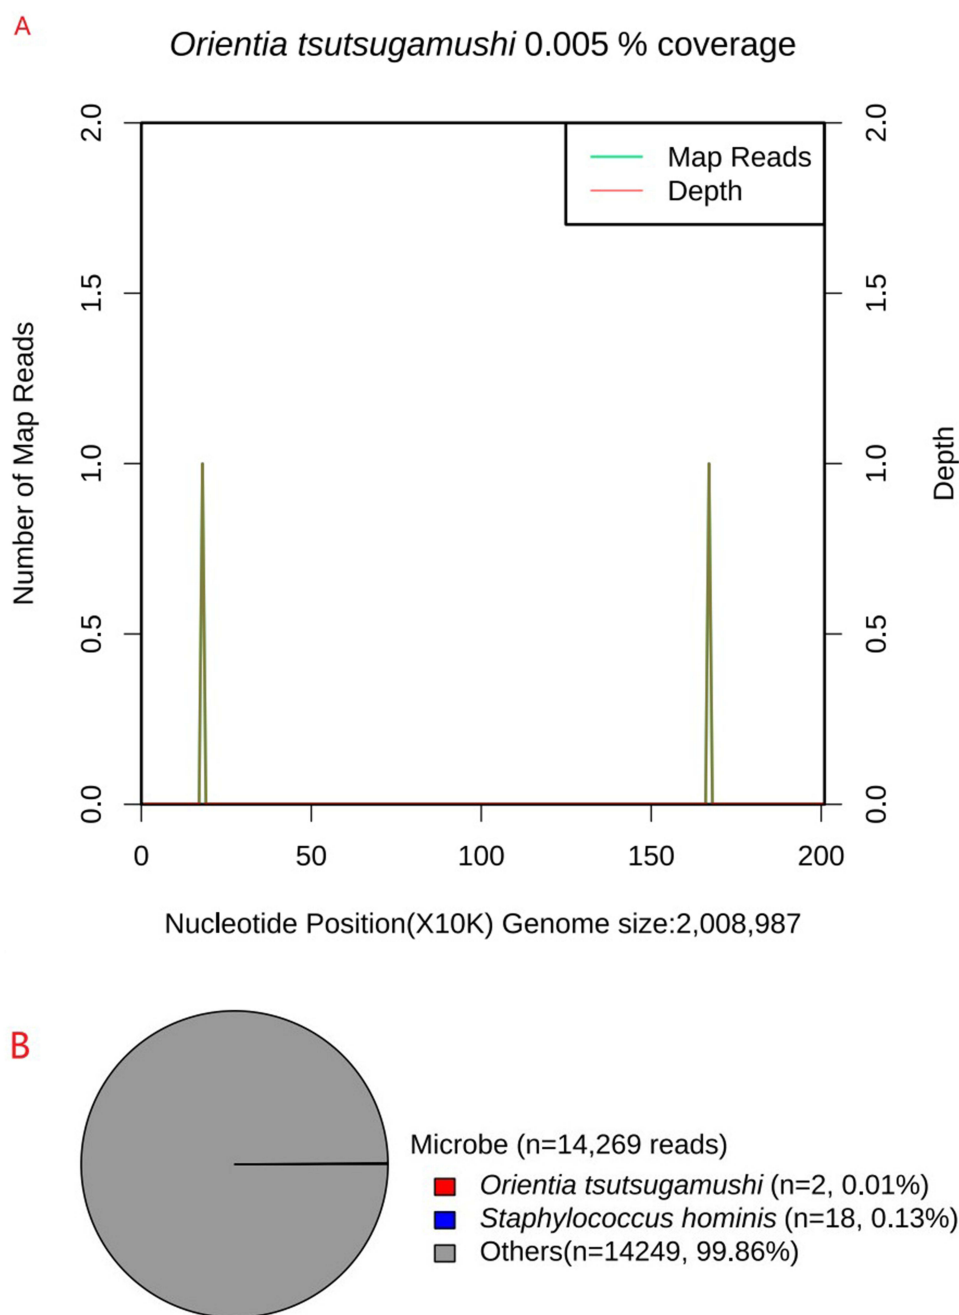 A
Orientia tsutsugamushi 0.005 % coverage
2.0
2.0
Map Reads
Depth
1.5
1.5
Number of Map Reads
1.0
1.0
Depth
0.5
0.5
0.0
0.0
0 50 100 150 200
Nucleotide Position(X10K) Genome size:2,008,987
B
Microbe (n=14,269 reads)
Orientia tsutsugamushi (n=2, 0.01%)
Staphylococcus hominis (n=18, 0.13%)
Others(n=14249, 99.86%)